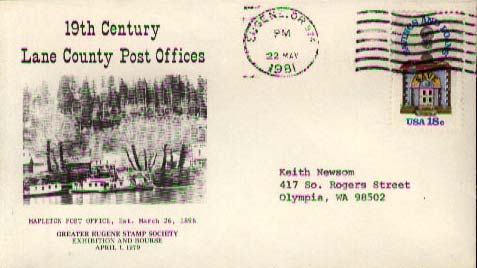 19th Century
Lane County Post Offices
EUGENE, OR 974
PM
22 MAY
1981
USA 18c
Keith Newsom
417 So. Rogers Street
Olympia, WA 98502
MAPLETON POST OFFICE, Est. March 26, 1896
GREATER EUGENE STAMP SOCIETY
EXHIBITION AND BOURSE
APRIL 1, 1979